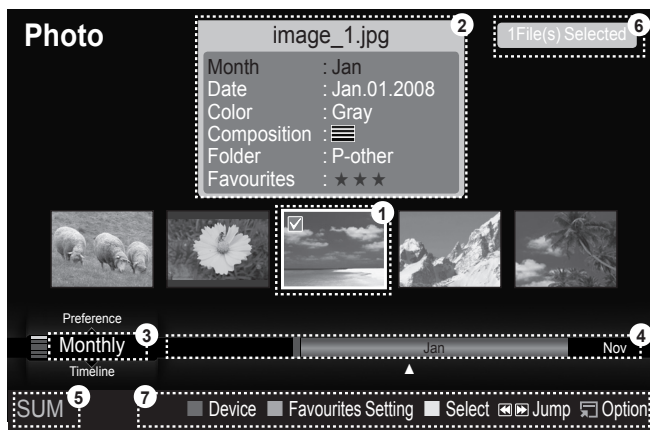 Photo
image_1.jpg
2
1File(s) Selected
6
Month : Jan
Date : Jan.01.2008
Color : Gray
Composition :
Folder : P-other
Favourites : ★ ★ ★
1
Preference
Monthly
3
Timeline
Jan
Nov
4
SUM
5
7
Device
Favourites Setting
Select
Jump
Option